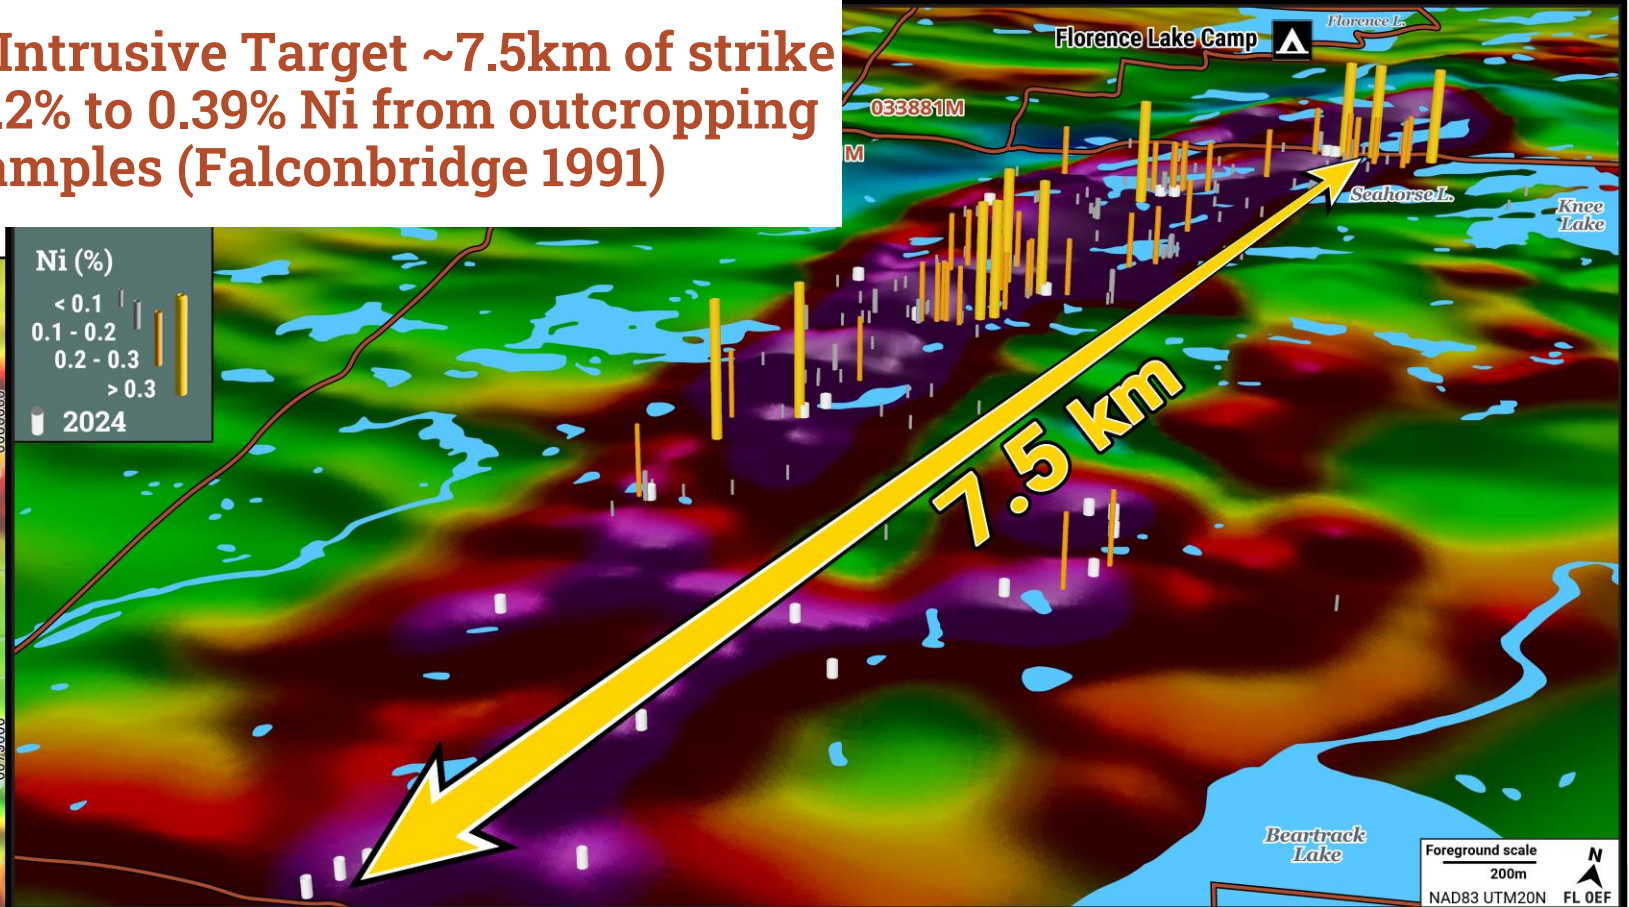 Intrusive Target ~7.5km of strike
2% to 0.39% Ni from outcropping
(Falconbridge 1991)
Florence Lake Camp
Florence L.
033881M
M
Seahorse L.
Knee
Lake
Ni (%)
< 0.1
0.1 - 0.2
0.2 - 0.3
> 0.3
2024
7.5 km
Beartrack
Lake
Foreground scale
200m
N
NAD83 UTM20N FL 0EF